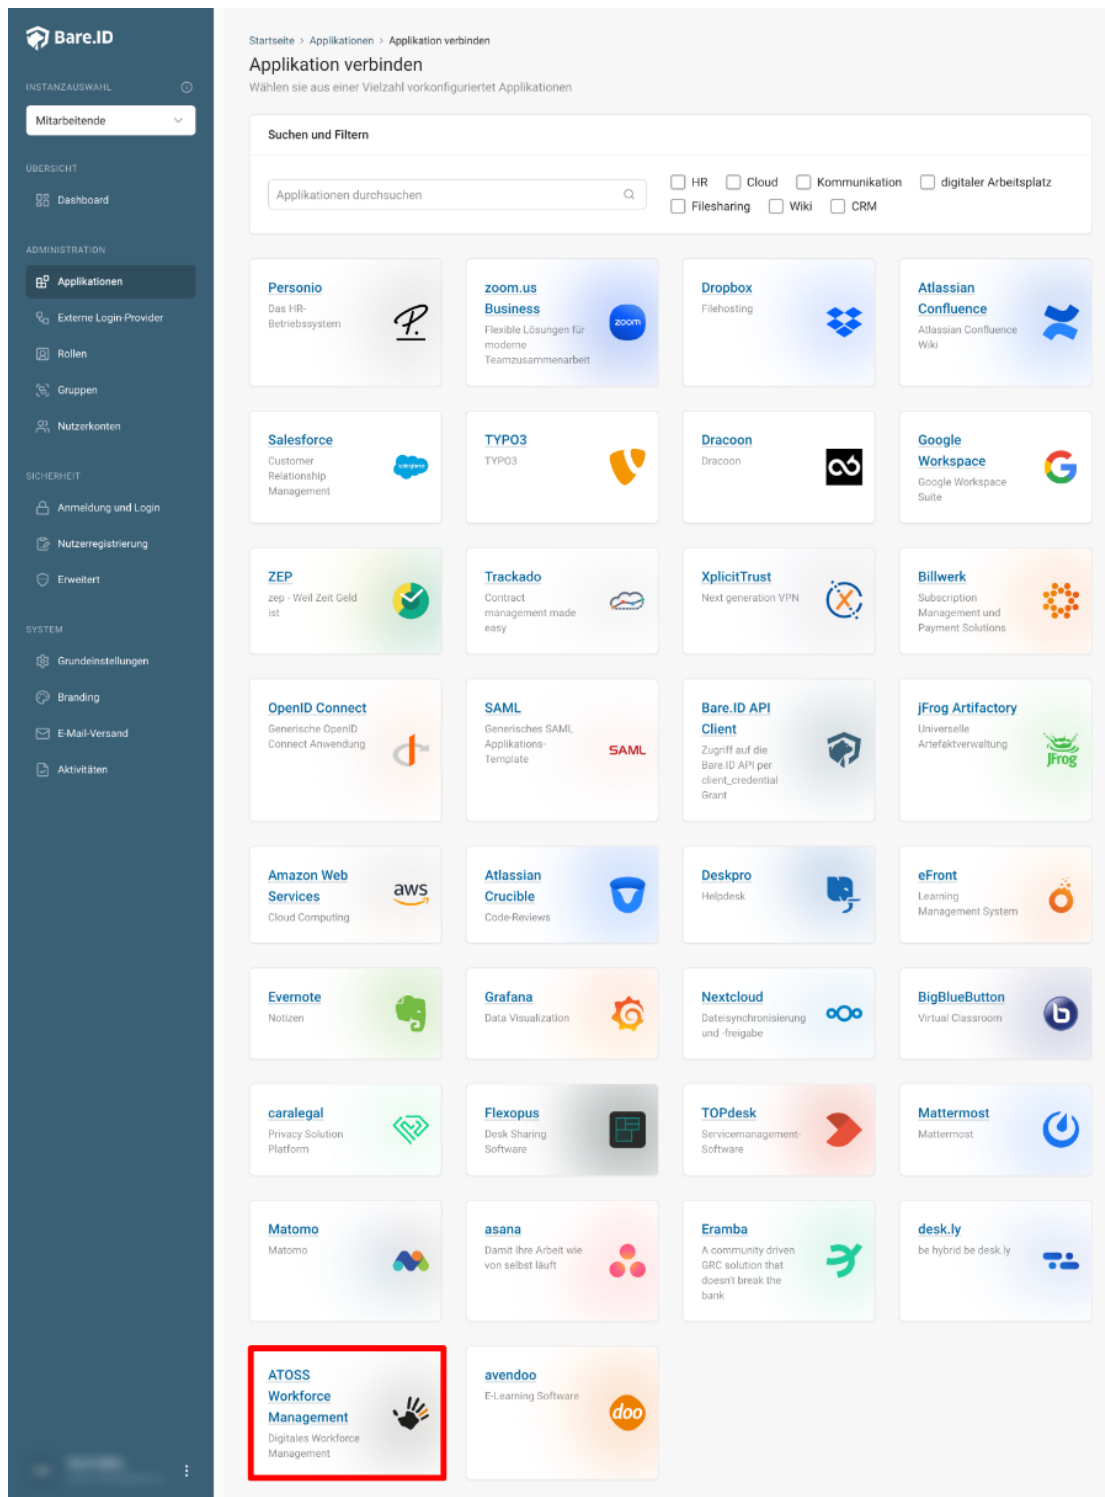 Bare.ID
INSTANZAUSWAHL
Mitarbeitende
ÜBERSICHT
Dashboard
ADMINISTRATION
Applikationen
Externe Login-Provider
Rollen
Gruppen
Nutzerkonten
SICHERHEIT
Anmeldung und Login
Nutzerregistrierung
Erweitert
SYSTEM
Grundeinstellungen
Branding
E-Mail-Versand
Aktivitäten
Startseite > Applikationen > Applikation verbinden
Applikation verbinden
Wählen sie aus einer Vielzahl vorkonfiguriertet Applikationen
Suchen und Filtern
Applikationen durchsuchen
HR Cloud Kommunikation digitaler Arbeitsplatz
Filesharing Wiki CRM
Personio
Das HR-
Betriebssystem
zoom.us
Business
Flexible Lösungen für
moderne
Teamzusammenarbeit
zoom
Dropbox
Filehosting
Atlassian
Confluence
Atlassian Confluence
Wiki
Salesforce
Customer
Relationship
Management
salesforce
TYPO3
TYPO3
Dracoon
Dracoon
Google
Workspace
Google Workspace
Suite
ZEP
zep - Weil Zeit Geld
ist
Trackado
Contract
management made
easy
XplicitTrust
Next generation VPN
Billwerk
Subscription
Management und
Payment Solutions
OpenID Connect
Generische OpenID
Connect Anwendung
SAML
Generisches SAML
Applikations-
Template
SAML
Bare.ID API
Client
Zugriff auf die
Bare.ID API per
client_credential
Grant
jFrog Artifactory
Universelle
Artefaktverwaltung
JFrog
Amazon Web
Services
Cloud Computing
aws
Atlassian
Crucible
Code-Reviews
Deskpro
Helpdesk
eFront
Learning
Management System
Evernote
Notizen
Grafana
Data Visualization
Nextcloud
Dateisynchronisierung
und -freigabe
BigBlueButton
Virtual Classroom
b
caralegal
Privacy Solution
Platform
Flexopus
Desk Sharing
Software
TOPdesk
Servicemanagement-
Software
Mattermost
Mattermost
Matomo
Matomo
asana
Damit Ihre Arbeit wie
von selbst läuft
Eramba
A community driven
GRC solution that
doesn't break the
bank
desk.ly
be hybrid be desk.ly
ATOSS
Workforce
Management
Digitales Workforce
Management
avendoo
E-Learning Software
doo